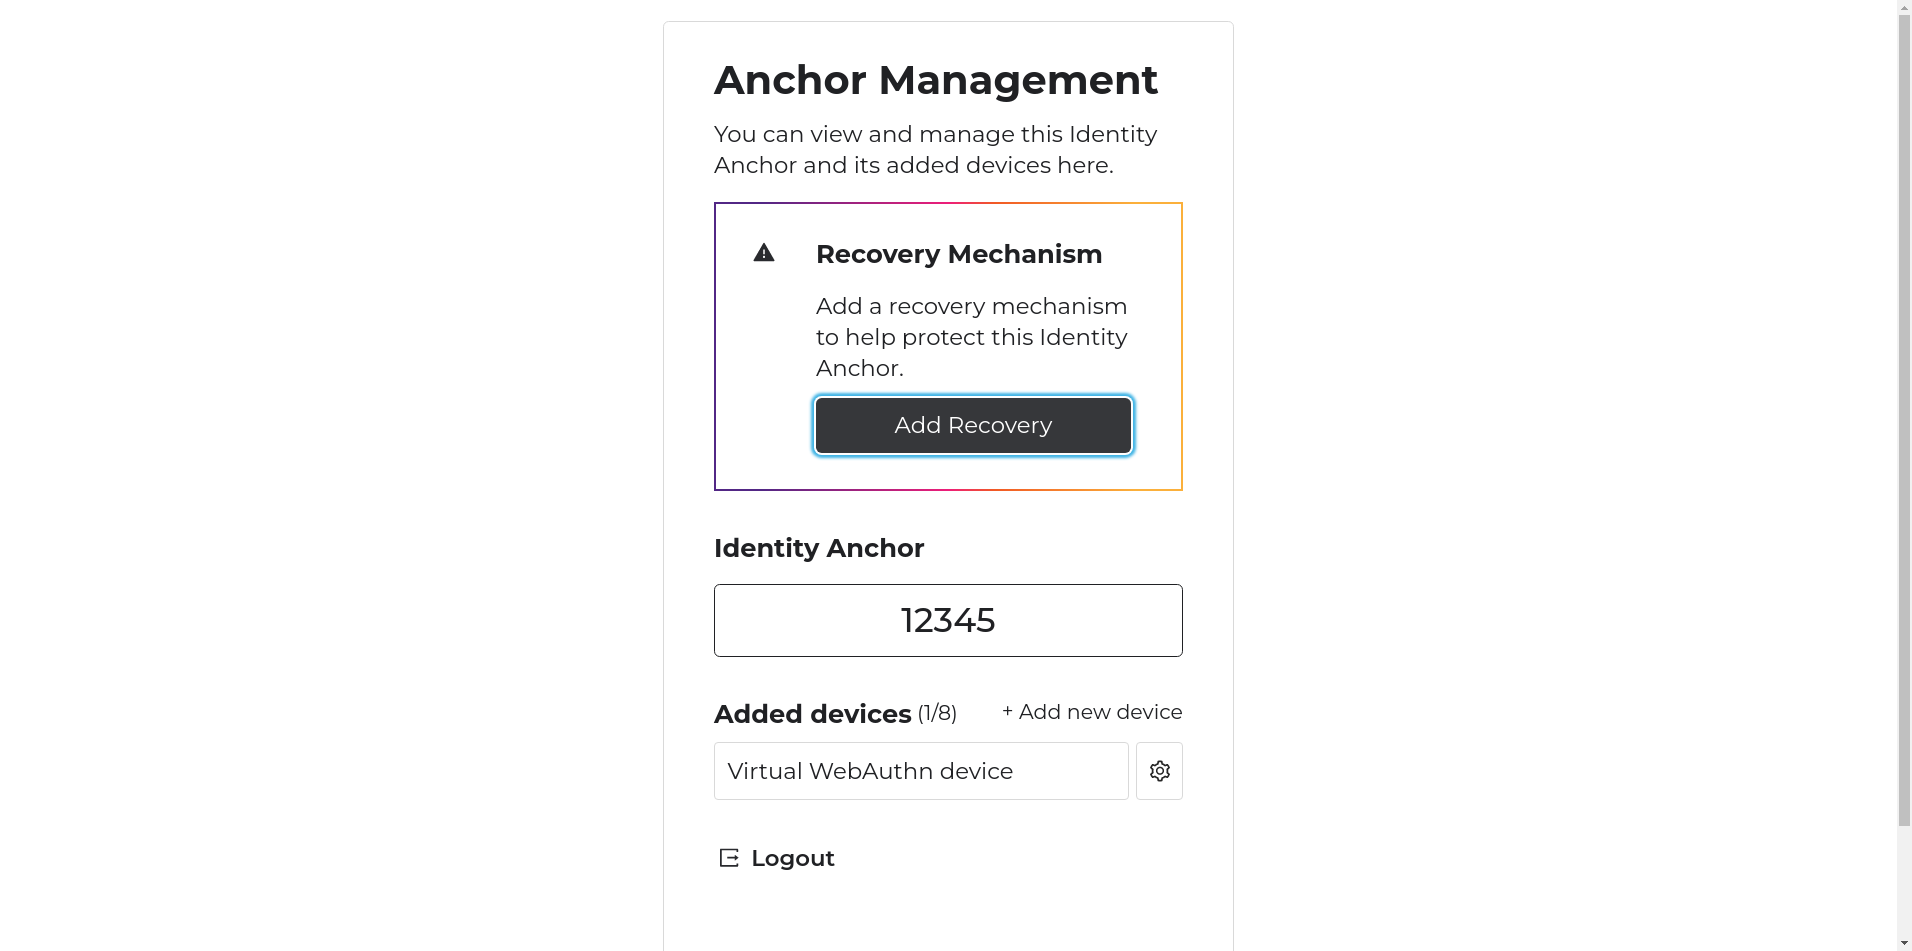 Anchor Management
You can view and manage this Identity
Anchor and its added devices here.
Recovery Mechanism
Add a recovery mechanism
to help protect this Identity
Anchor.
Add Recovery
Identity Anchor
12345
Added devices (1/8) + Add new device
Virtual WebAuthn device
Logout